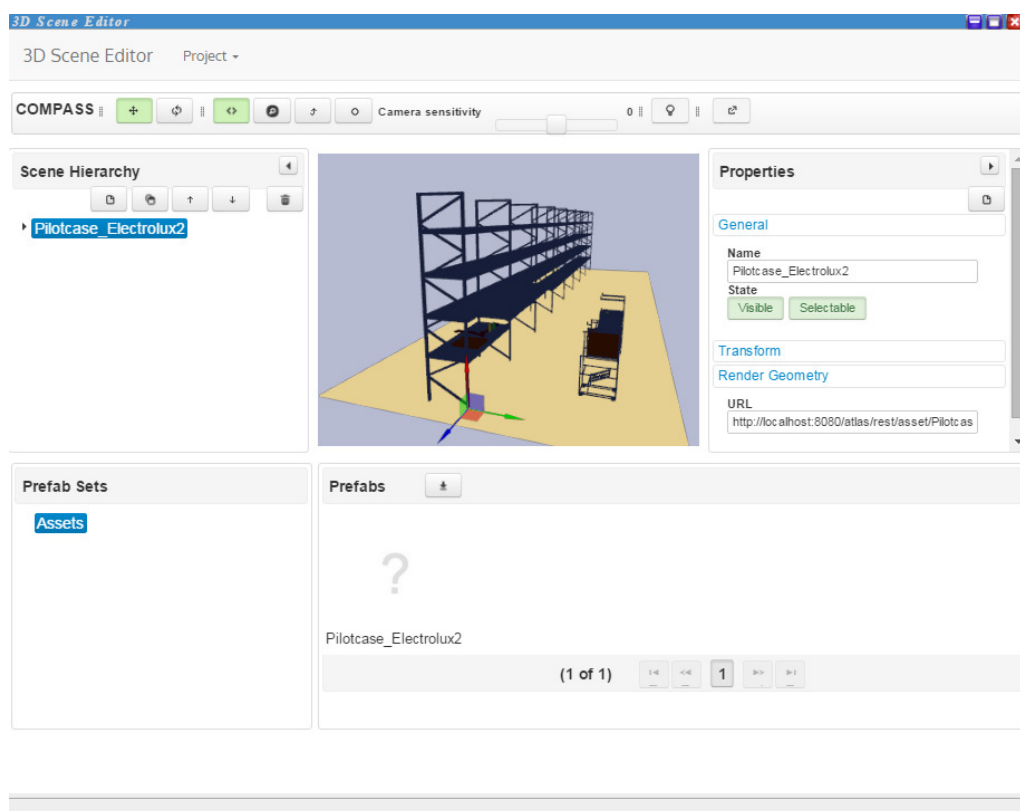 3D Scene Editor
3D Scene Editor Project
COMPASS Camera sensitivity 0
Scene Hierarchy
Pilotcase_Electrolux2
Properties
General
Name
Pilotcase_Electrolux2
State
Visible Selectable
Transform
Render Geometry
URL
http://localhost:8080/atlas/rest/asset/Pilotcas
Prefab Sets
Assets
Prefabs
?
Pilotcase_Electrolux2
(1 of 1) 1